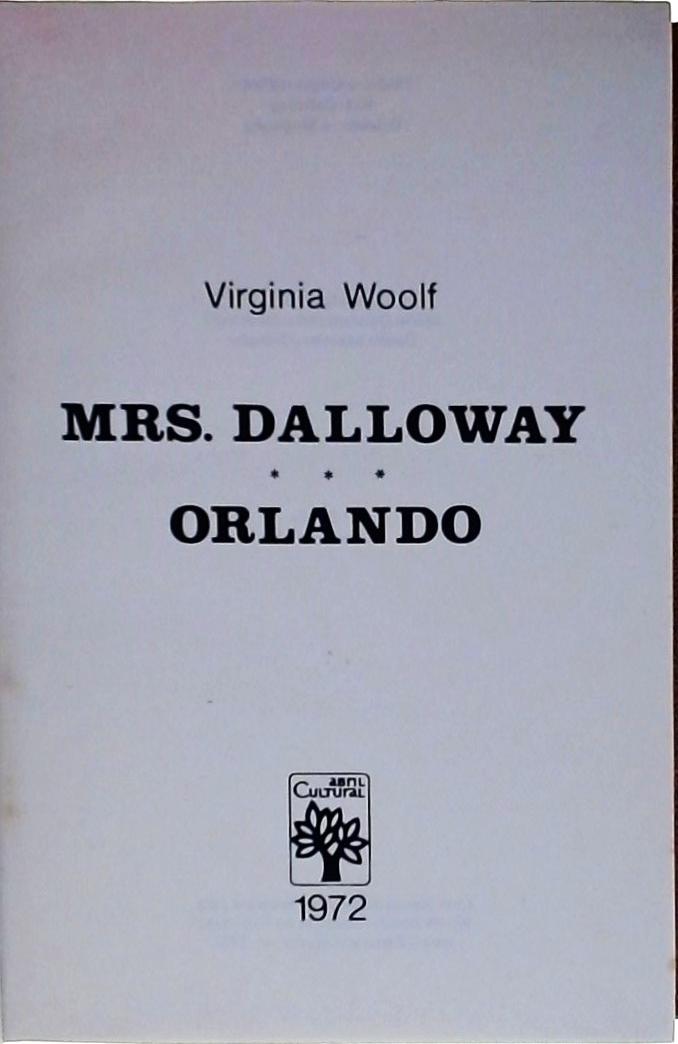 Virginia Woolf
MRS. DALLOWAY
* * *
ORLANDO
ABRIL
CULTURAL
1972